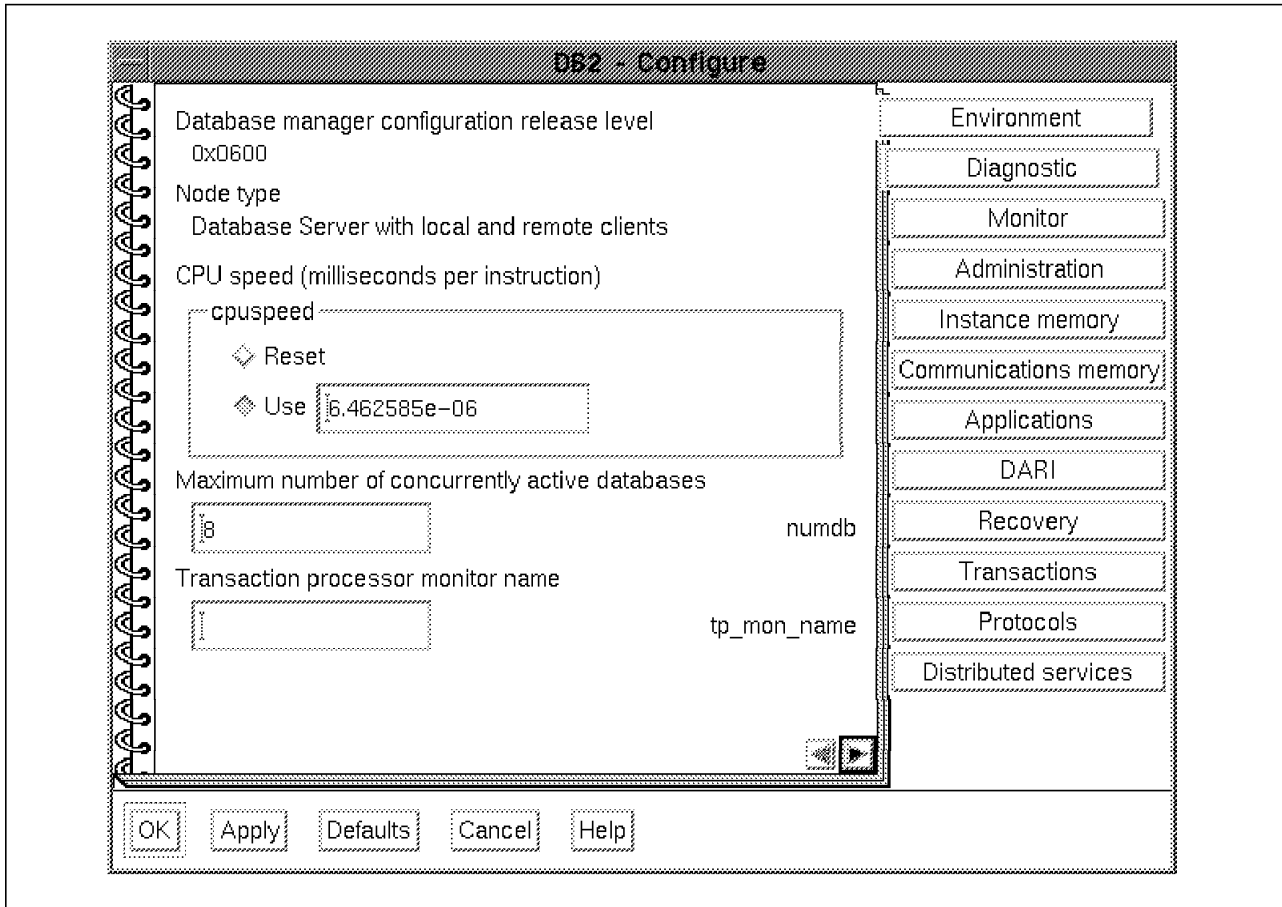 DB2 - Configure
Database manager configuration release level
0x0600
Node type
Database Server with local and remote clients
CPU speed (milliseconds per instruction)
cpuspeed
Reset
Use 6.462585e-06
Maximum number of concurrently active databases
8 numdb
Transaction processor monitor name
tp_mon_name
Environment
Diagnostic
Monitor
Administration
Instance memory
Communications memory
Applications
DARI
Recovery
Transactions
Protocols
Distributed services
OK Apply Defaults Cancel Help